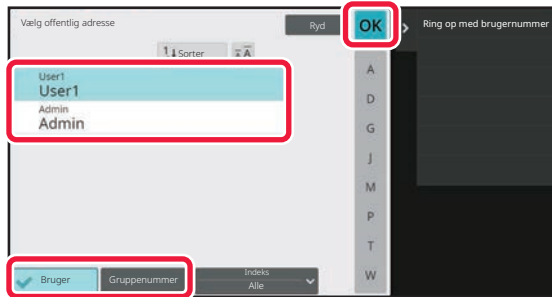 Vælg offentlig adresse
Ryd
OK
Ring op med brugernummer
Sorter
A
User1
User1
Admin
Admin
A
D
G
J
M
P
T
W
Bruger
Gruppenummer
Indeks
Alle